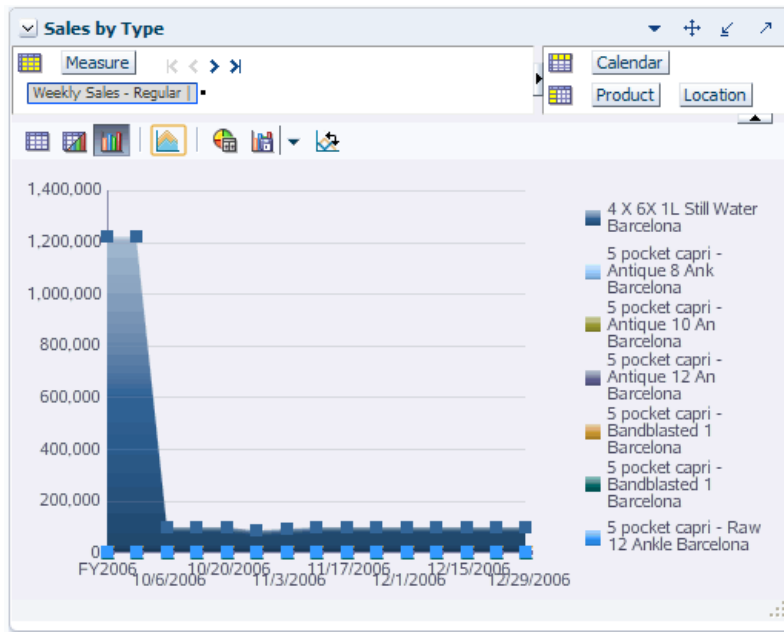 Sales by Type
Measure
Calendar
Weekly Sales - Regular
Product Location
1,400,000
1,200,000
1,000,000
800,000
600,000
400,000
200,000
0
FY2006 10/20/2006 11/17/2006 12/15/2006
10/6/2006 11/3/2006 12/1/2006 12/29/2006
4 X 6X 1L Still Water
Barcelona
5 pocket capri -
Antique 8 Ank
Barcelona
5 pocket capri -
Antique 10 An
Barcelona
5 pocket capri -
Antique 12 An
Barcelona
5 pocket capri -
Bandblasted 1
Barcelona
5 pocket capri -
Bandblasted 1
Barcelona
5 pocket capri - Raw
12 Ankle Barcelona